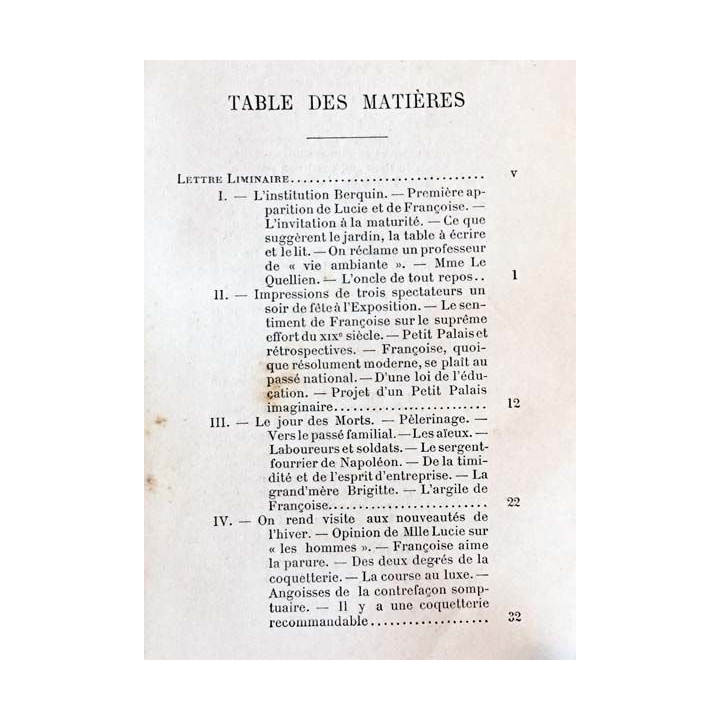 TABLE DES MATIÈRES
LETTRE LIMINAIRE............................... v
I. — L'institution Berquin. — Première ap-
parition de Lucie et de Françoise. —
L'invitation à la maturité. — Ce que
suggèrent le jardin, la table à écrire
et le lit. — On réclame un professeur
de « vie ambiante ». — Mme Le
Quellien. — L'oncle de tout repos.. 1
II. — Impressions de trois spectateurs un
soir de fête à l'Exposition. — Le sen-
timent de Françoise sur le suprême
effort du XIXe siècle. — Petit Palais et
rétrospectives. — Françoise, quoi-
que résolument moderne, se plaît au
passé national. — D'une loi de l'édu-
cation. — Projet d'un Petit Palais
imaginaire........................ 12
III. — Le jour des Morts. — Pèlerinage. —
Vers le passé familial. — Les aïeux. —
Laboureurs et soldats. — Le sergent-
fourrier de Napoléon. — De la timi-
dité et de l'esprit d'entreprise. — La
grand'mère Brigitte. — L'argile de
Françoise......................... 22
IV. — On rend visite aux nouveautés de
l'hiver. — Opinion de Mlle Lucie sur
« les hommes ». — Françoise aime
la parure. — Des deux degrés de la
coquetterie. — La course au luxe. —
Angoisses de la contrefaçon somp-
tuaire. — Il y a une coquetterie
recommandable................... 32